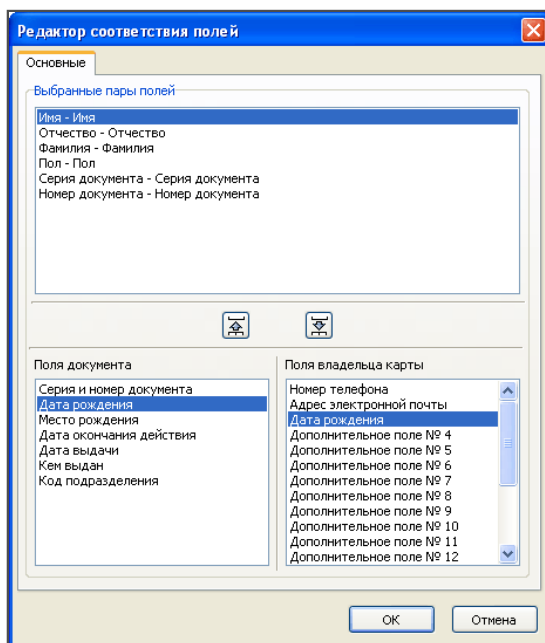 Редактор соответствия полей
Основные
Выбранные пары полей
Имя - Имя
Отчество - Отчество
Фамилия - Фамилия
Пол - Пол
Серия документа - Серия документа
Номер документа - Номер документа
Поля документа
Серия и номер документа
Дата рождения
Место рождения
Дата окончания действия
Дата выдачи
Кем выдан
Код подразделения
Поля владельца карты
Номер телефона
Адрес электронной почты
Дата рождения
Дополнительное поле № 4
Дополнительное поле № 5
Дополнительное поле № 6
Дополнительное поле № 7
Дополнительное поле № 8
Дополнительное поле № 9
Дополнительное поле № 10
Дополнительное поле № 11
Дополнительное поле № 12
OK
Отмена